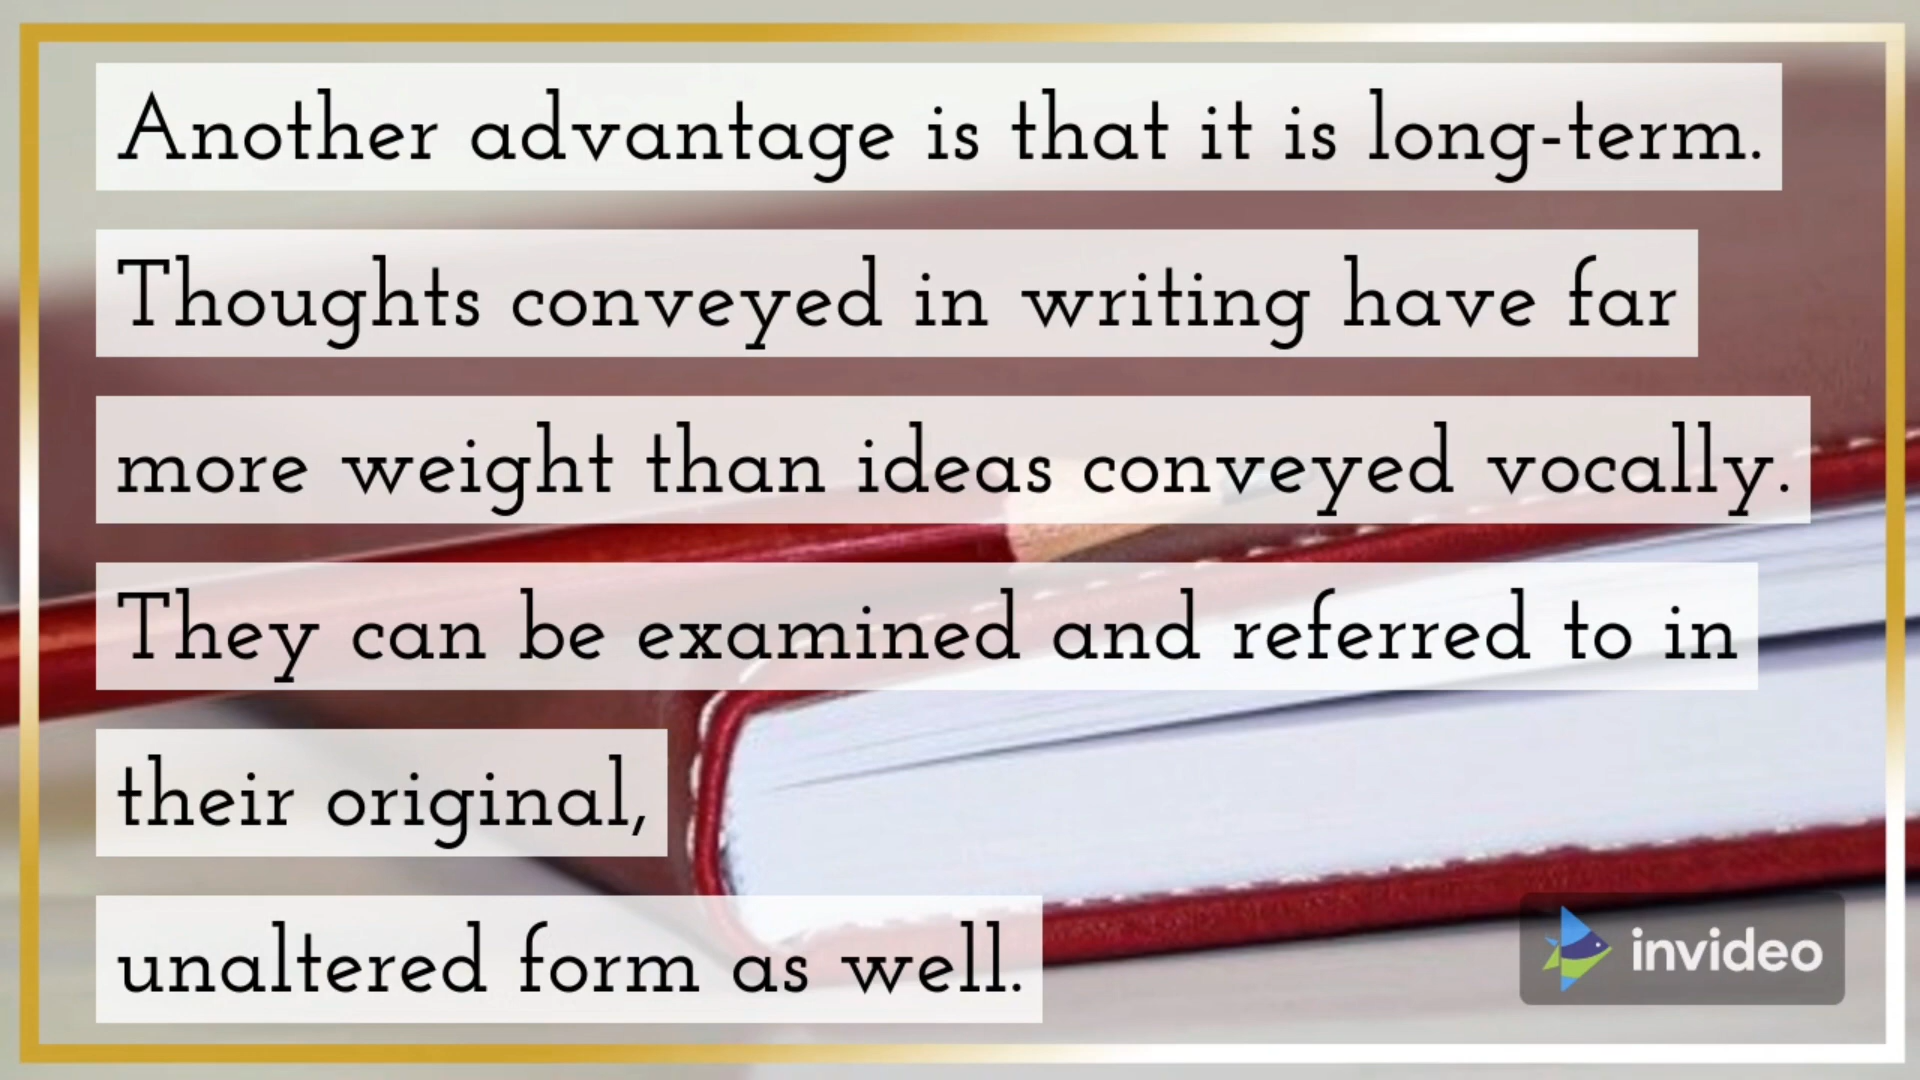 Another advantage is that it is long-term.
Thoughts conveyed in writing have far
more weight than ideas conveyed vocally.
They can be examined and referred to in
their original,
unaltered form as well.
invideo